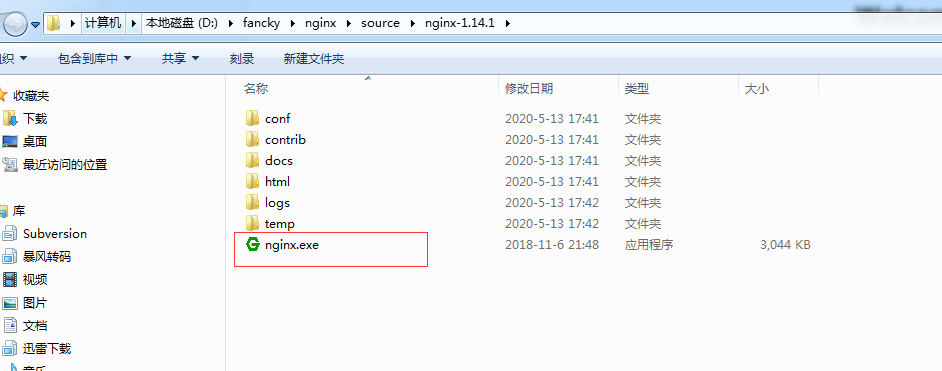 计算机 本地磁盘 (D:) fancky nginx source nginx-1.14.1
组织 包含到库中 共享 刻录 新建文件夹
名称 修改日期 类型 大小
收藏夹
下载
桌面
最近访问的位置
库
Subversion
暴风转码
视频
图片
文档
迅雷下载
音乐
conf 2020-5-13 17:41 文件夹
contrib 2020-5-13 17:41 文件夹
docs 2020-5-13 17:41 文件夹
html 2020-5-13 17:41 文件夹
logs 2020-5-13 17:42 文件夹
temp 2020-5-13 17:42 文件夹
nginx.exe 2018-11-6 21:48 应用程序 3,044 KB